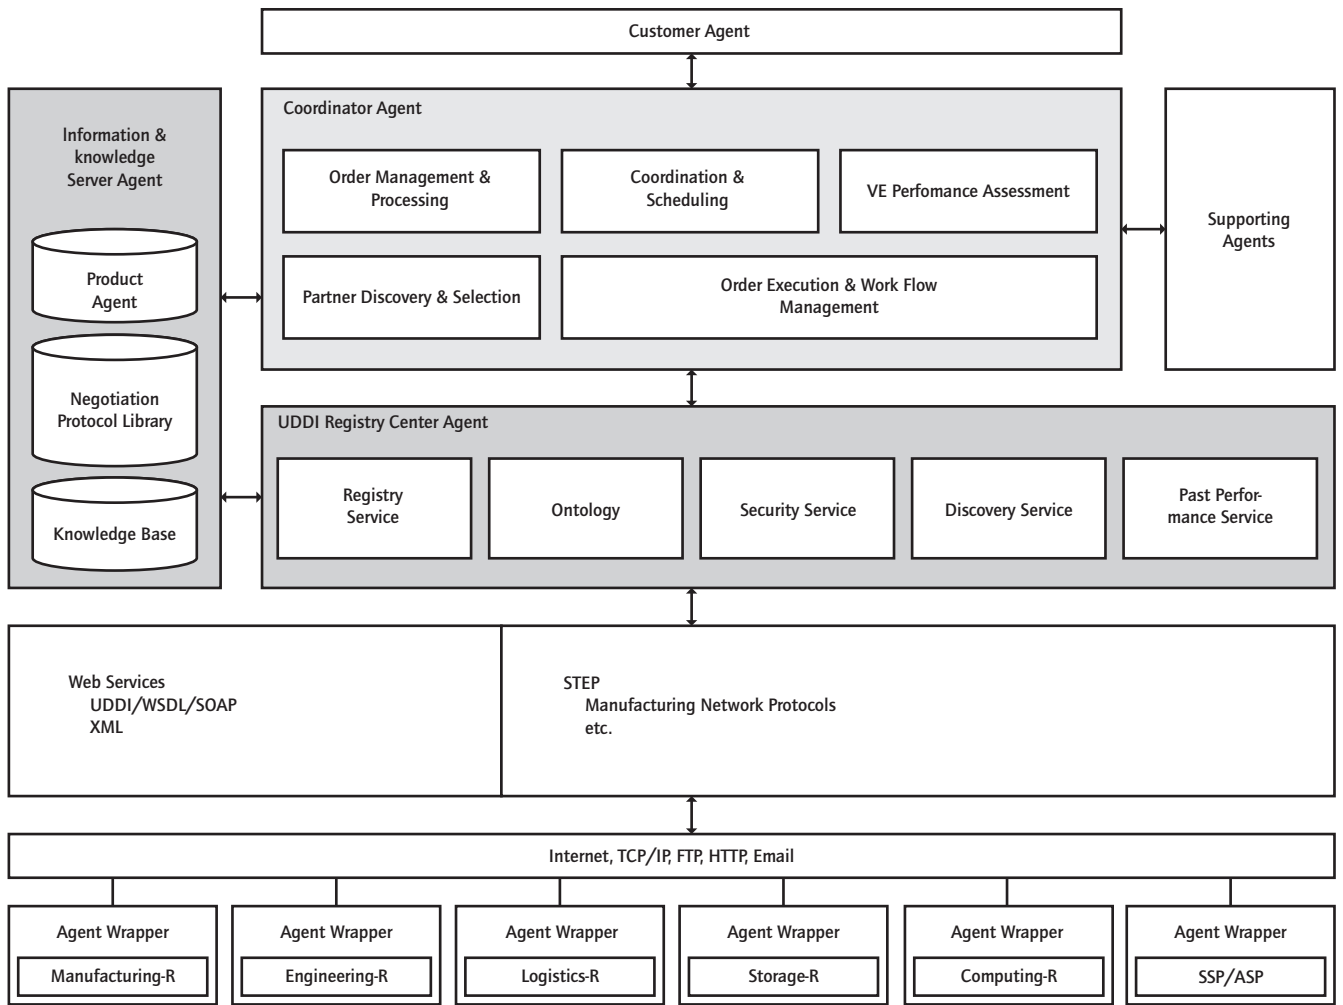 Customer Agent
Information &
knowledge
Server Agent
Product
Agent
Negotiation
Protocol Library
Knowledge Base
Coordinator Agent
Order Management &
Processing
Coordination &
Scheduling
VE Perfomance Assessment
Partner Discovery & Selection
Order Execution & Work Flow
Management
Supporting
Agents
UDDI Registry Center Agent
Registry
Service
Ontology
Security Service
Discovery Service
Past Perfor-
mance Service
Web Services
UDDI/WSDL/SOAP
XML
STEP
Manufacturing Network Protocols
etc.
Internet, TCP/IP, FTP, HTTP, Email
Agent Wrapper
Manufacturing-R
Agent Wrapper
Engineering-R
Agent Wrapper
Logistics-R
Agent Wrapper
Storage-R
Agent Wrapper
Computing-R
Agent Wrapper
SSP/ASP